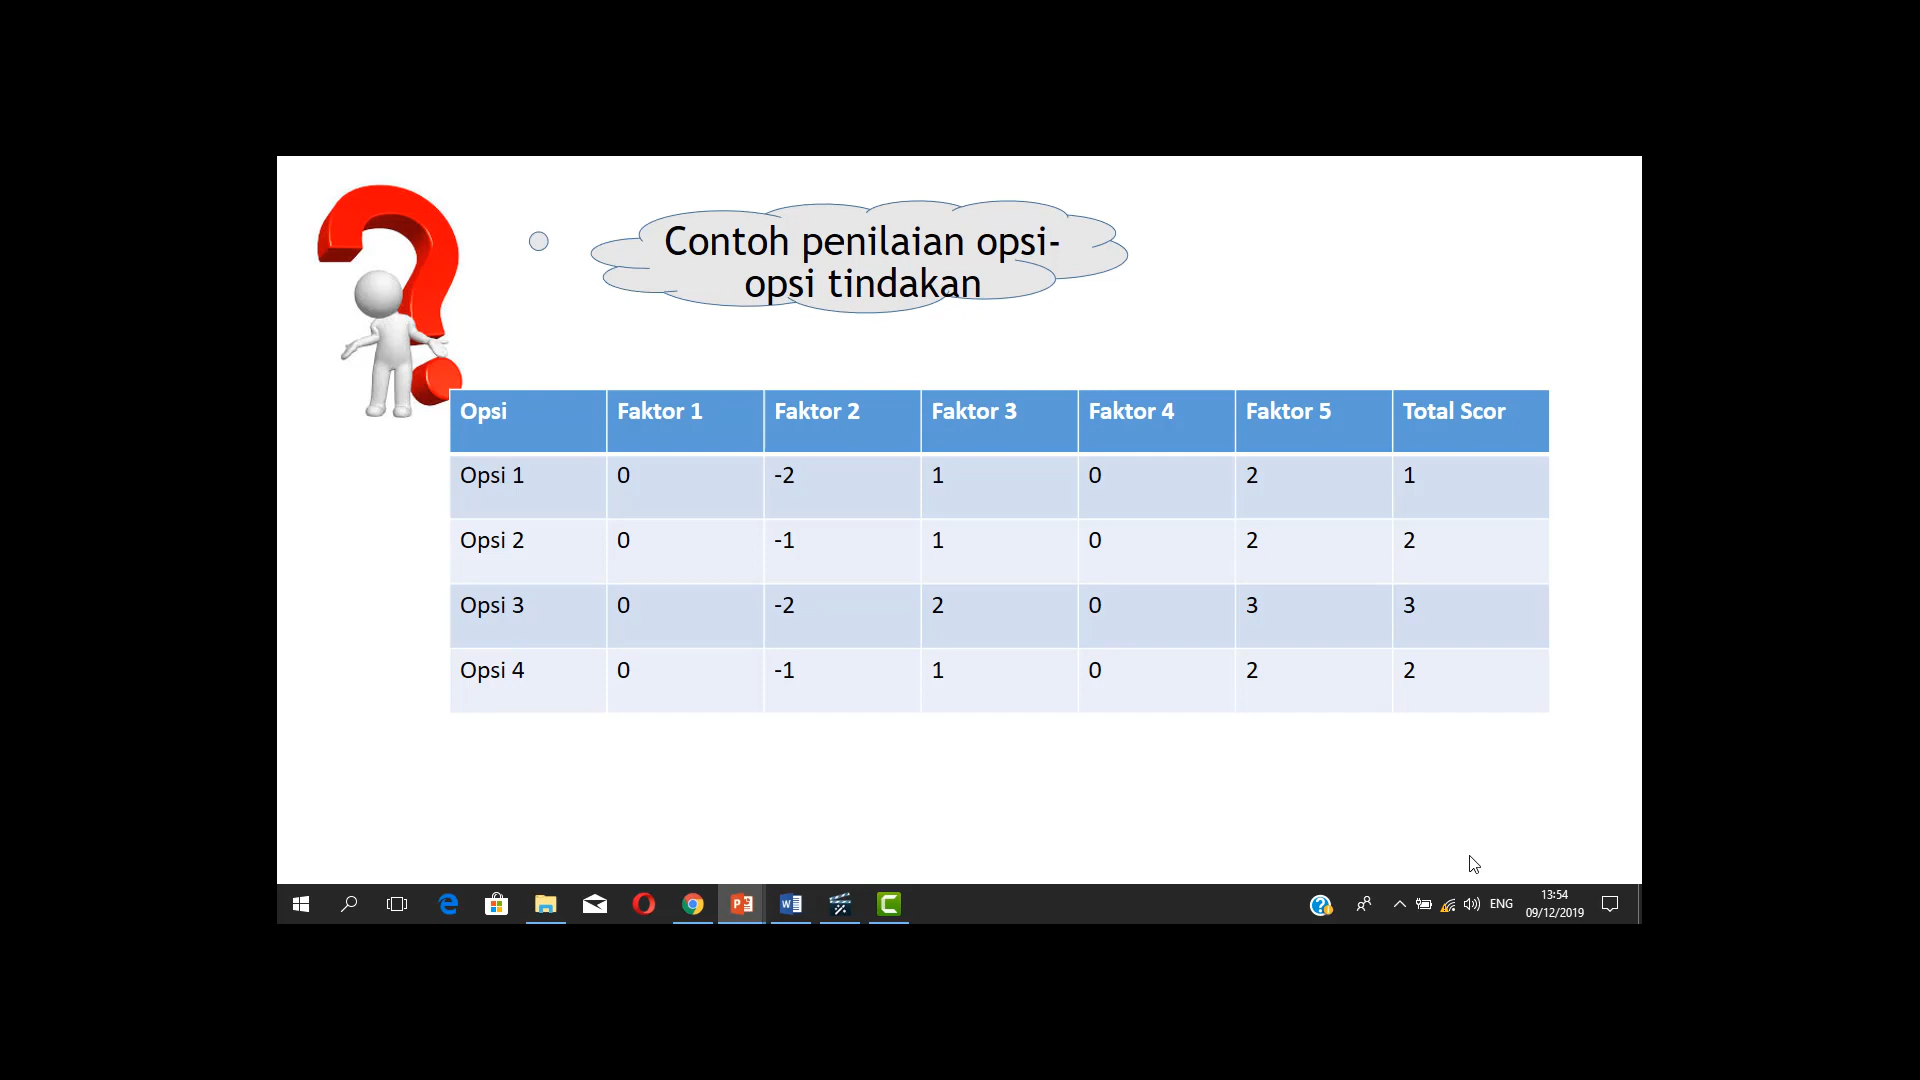 Contoh penilaian opsi-
opsi tindakan
Opsi Faktor 1 Faktor 2 Faktor 3 Faktor 4 Faktor 5 Total Scor
Opsi 1 0 -2 1 0 2 1
Opsi 2 0 -1 1 0 2 2
Opsi 3 0 -2 2 0 3 3
Opsi 4 0 -1 1 0 2 2
ENG
13:54
09/12/2019